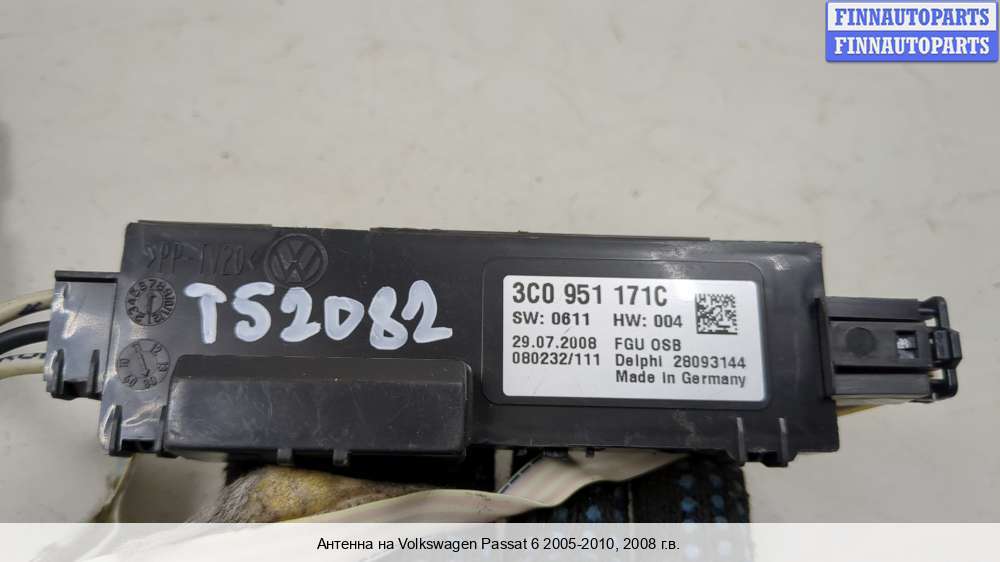 FINNAUTOPARTS
FINNAUTOPARTS
>PP-TV20<
TS2082
3C0 951 171C
SW: 0611 HW: 004
29.07.2008 FGU OSB
080232/111 Delphi 28093144
Made in Germany
Антенна на Volkswagen Passat 6 2005-2010, 2008 г.в.